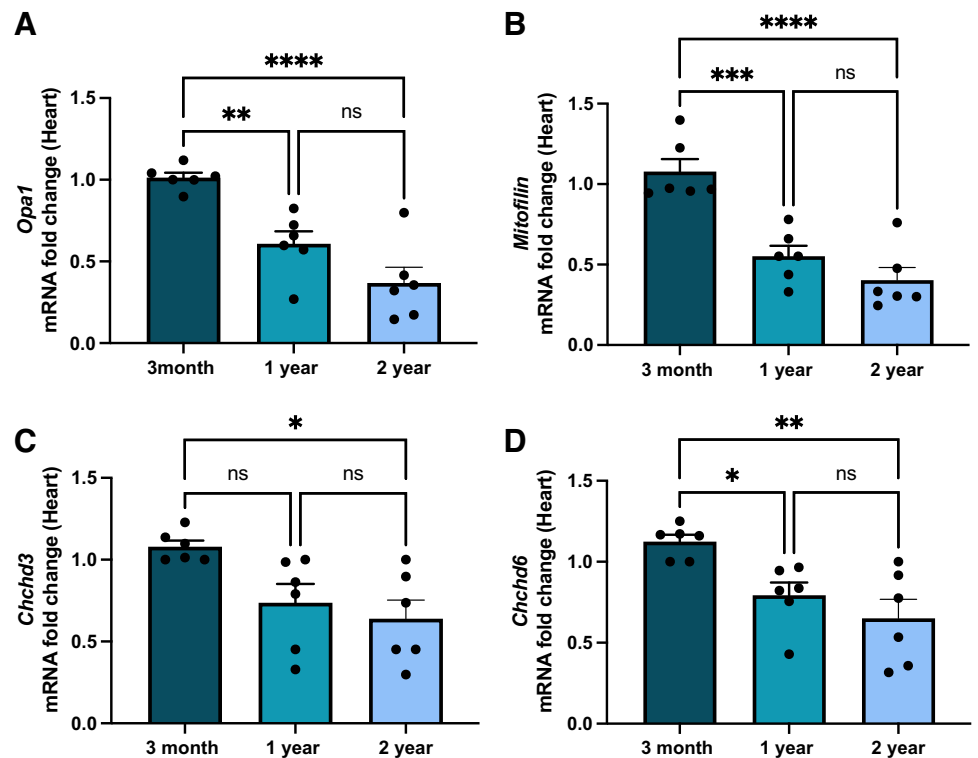 A
****
**
ns
Opa1
mRNA fold change (Heart)
1.5
1.0
0.5
0.0
3month 1 year 2 year
B
****
***
ns
Mitofilin
mRNA fold change (Heart)
1.5
1.0
0.5
0.0
3 month 1 year 2 year
C
*
ns ns
Chchd3
mRNA fold change (Heart)
1.5
1.0
0.5
0.0
3 month 1 year 2 year
D
**
*
ns
Chchd6
mRNA fold change (Heart)
1.5
1.0
0.5
0.0
3 month 1 year 2 year